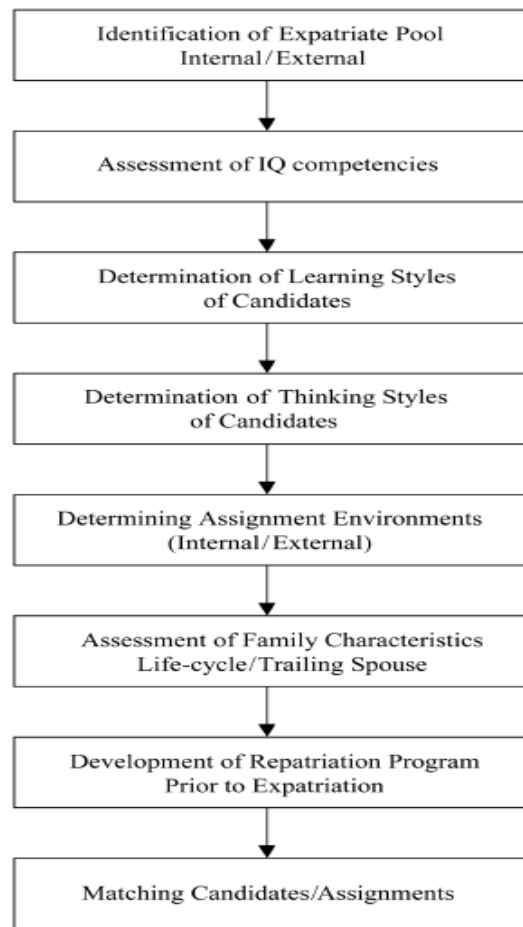 Identification of Expatriate Pool
Internal/External
Assessment of IQ competencies
Determination of Learning Styles
of Candidates
Determination of Thinking Styles
of Candidates
Determining Assignment Environments
(Internal/External)
Assessment of Family Characteristics
Life-cycle/Trailing Spouse
Development of Repatriation Program
Prior to Expatriation
Matching Candidates/Assignments